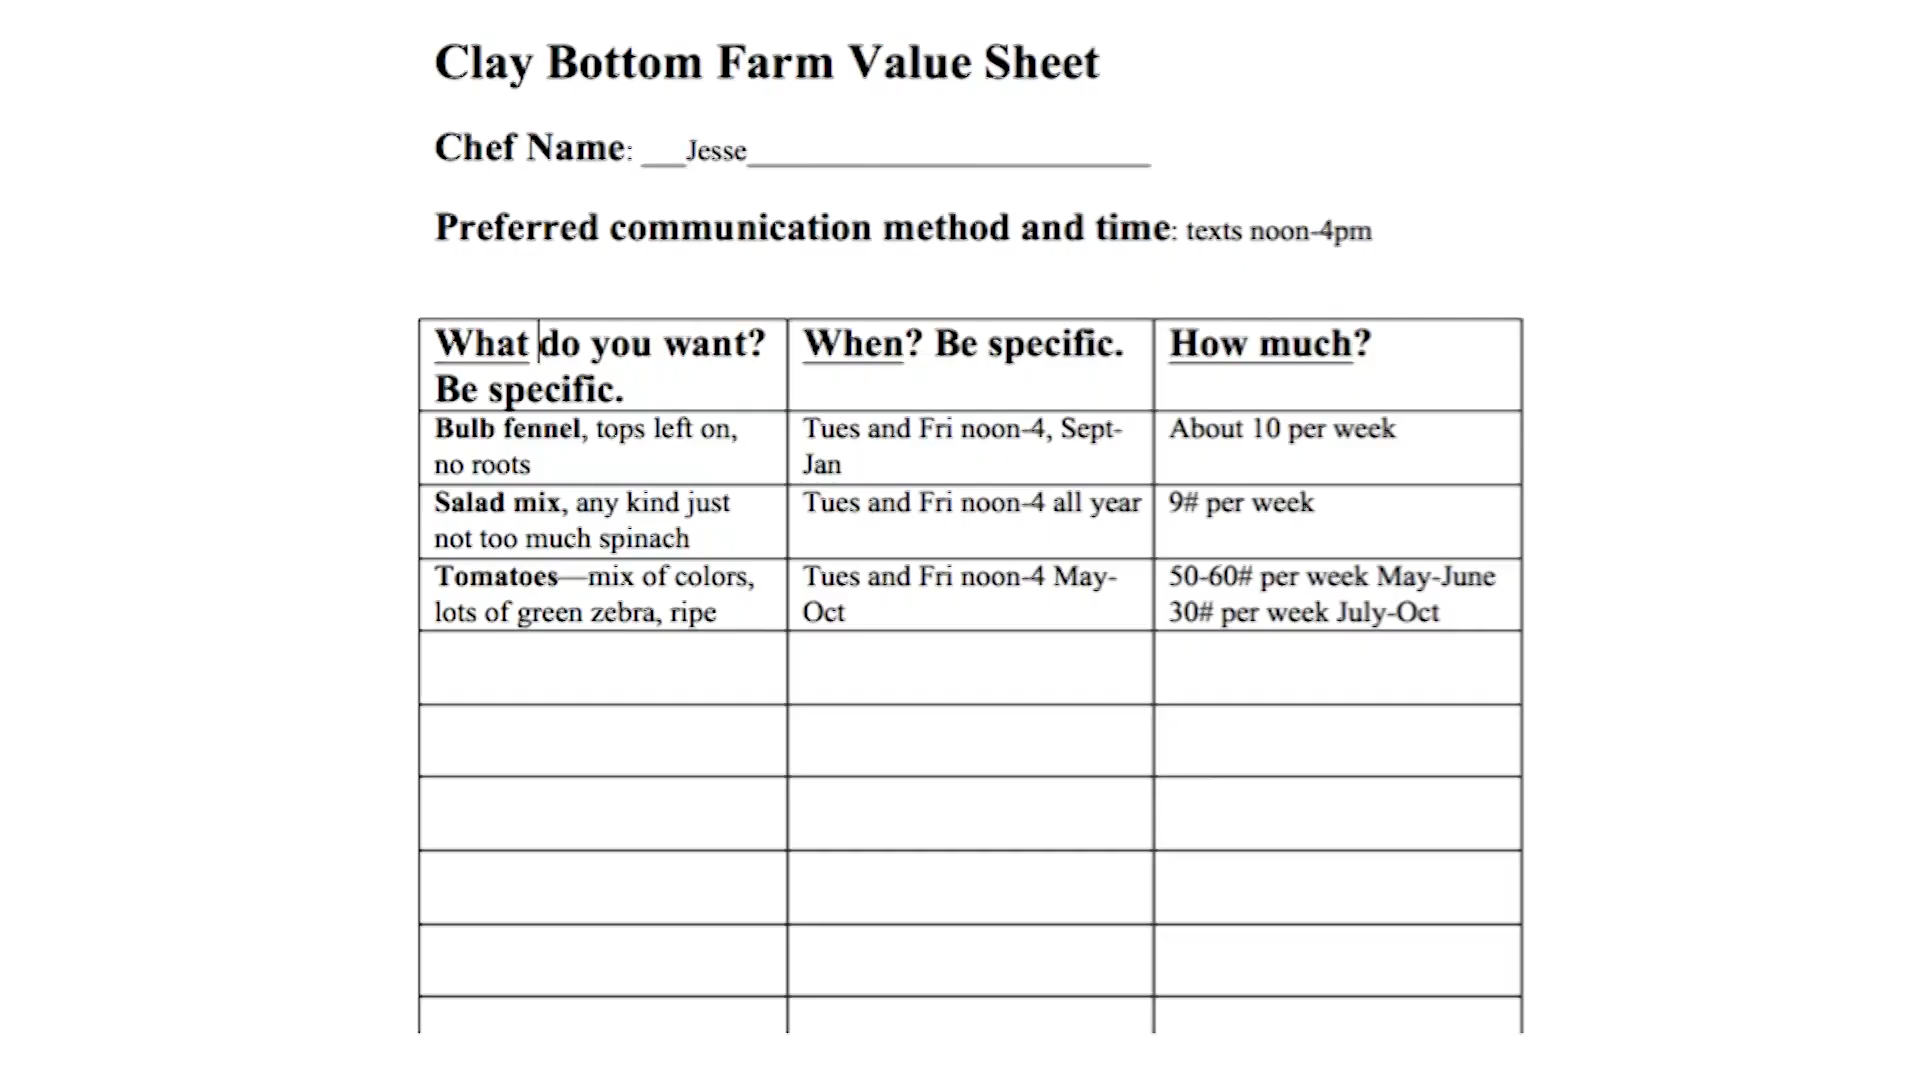 Clay Bottom Farm Value Sheet
Chef Name: ___Jesse___________________________
Preferred communication method and time: texts noon-4pm
What do you want? When? Be specific. How much?
Be specific.
Bulb fennel, tops left on, Tues and Fri noon-4, Sept- About 10 per week
no roots Jan
Salad mix, any kind just Tues and Fri noon-4 all year 9# per week
not too much spinach
Tomatoes—mix of colors, Tues and Fri noon-4 May- 50-60# per week May-June
lots of green zebra, ripe Oct 30# per week July-Oct